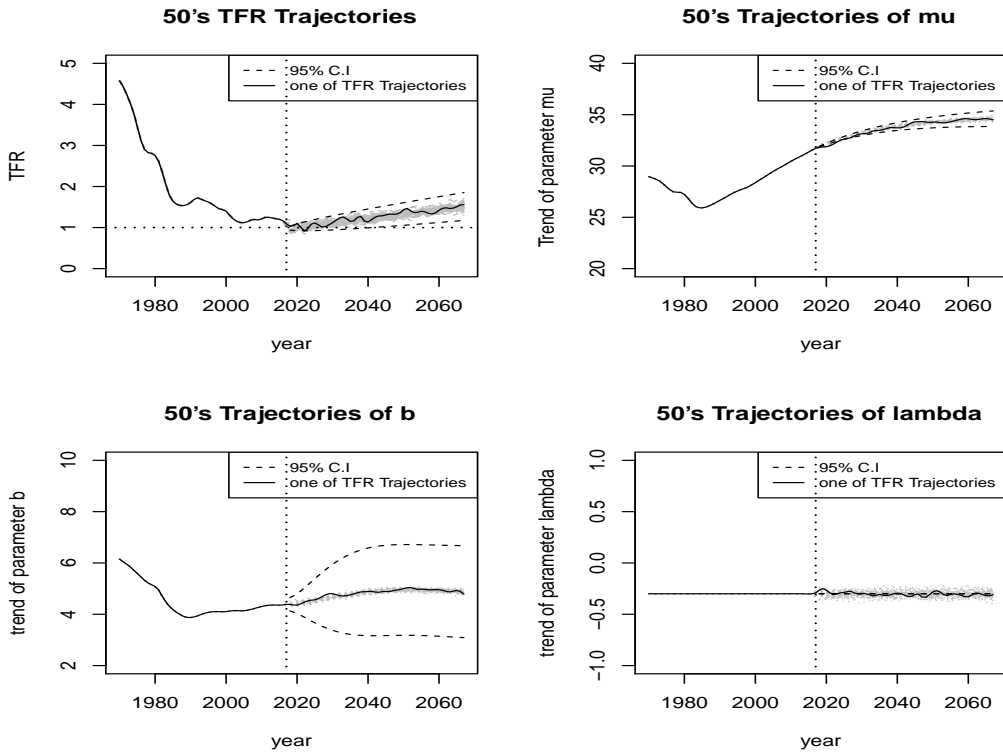 50's TFR Trajectories
TFR
5
4
3
2
1
0
95% C.I
one of TFR Trajectories
1980 2000 2020 2040 2060
year
50's Trajectories of mu
Trend of parameter mu
40
35
30
25
20
95% C.I
one of TFR Trajectories
1980 2000 2020 2040 2060
year
50's Trajectories of b
trend of parameter b
10
8
6
4
2
95% C.I
one of TFR Trajectories
1980 2000 2020 2040 2060
year
50's Trajectories of lambda
trend of parameter lambda
1.0
0.5
0.0
−0.5
−1.0
95% C.I
one of TFR Trajectories
1980 2000 2020 2040 2060
year